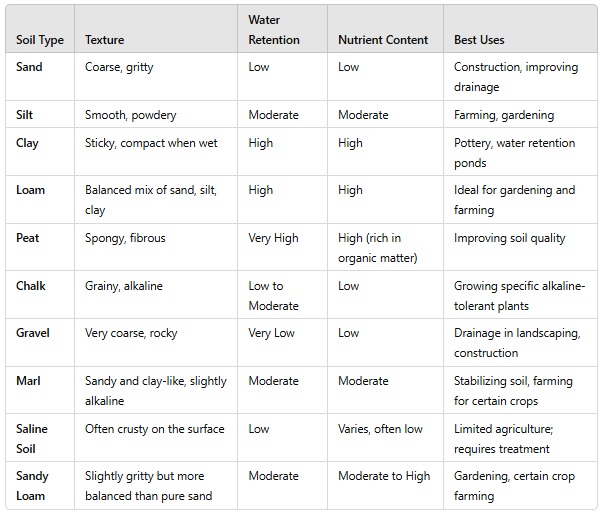 Soil Type Texture Water Retention Nutrient Content Best Uses
Sand Coarse, gritty Low Low Construction, improving drainage
Silt Smooth, powdery Moderate Moderate Farming, gardening
Clay Sticky, compact when wet High High Pottery, water retention ponds
Loam Balanced mix of sand, silt, clay High High Ideal for gardening and farming
Peat Spongy, fibrous Very High High (rich in organic matter) Improving soil quality
Chalk Grainy, alkaline Low to Moderate Low Growing specific alkaline-tolerant plants
Gravel Very coarse, rocky Very Low Low Drainage in landscaping, construction
Marl Sandy and clay-like, slightly alkaline Moderate Moderate Stabilizing soil, farming for certain crops
Saline Soil Often crusty on the surface Low Varies, often low Limited agriculture; requires treatment
Sandy Loam Slightly gritty but more balanced than pure sand Moderate Moderate to High Gardening, certain crop farming